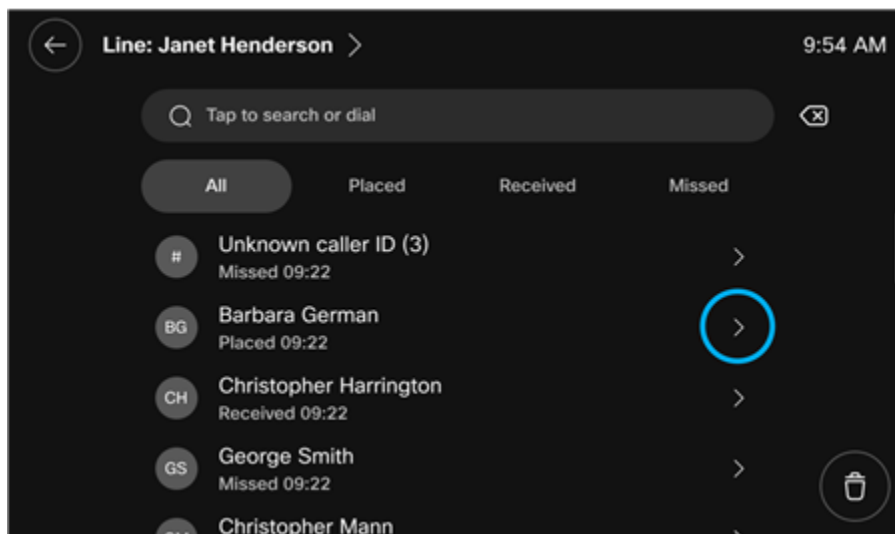 Line: Janet Henderson
9:54 AM
Tap to search or dial
All Placed Received Missed
#
Unknown caller ID (3)
Missed 09:22
BG
Barbara German
Placed 09:22
CH
Christopher Harrington
Received 09:22
GS
George Smith
Missed 09:22
Christopher Mann